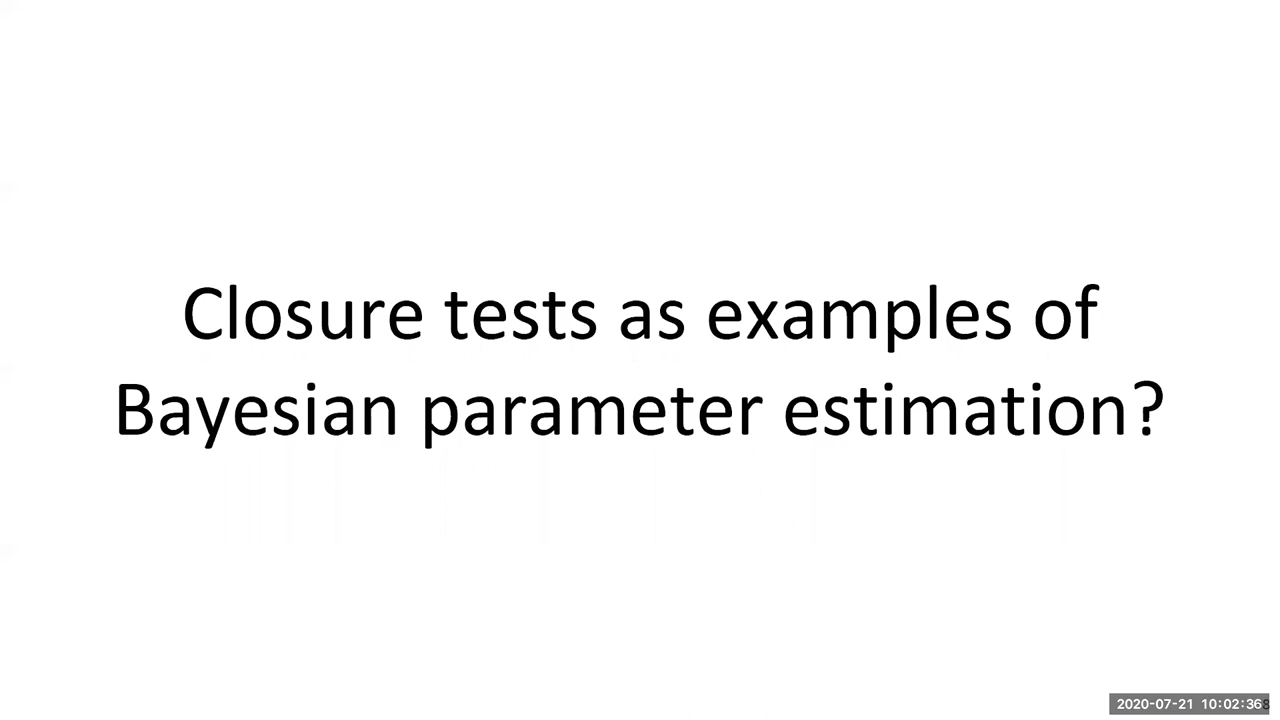 Closure tests as examples of
Bayesian parameter estimation?
2020-07-21 10:02:36